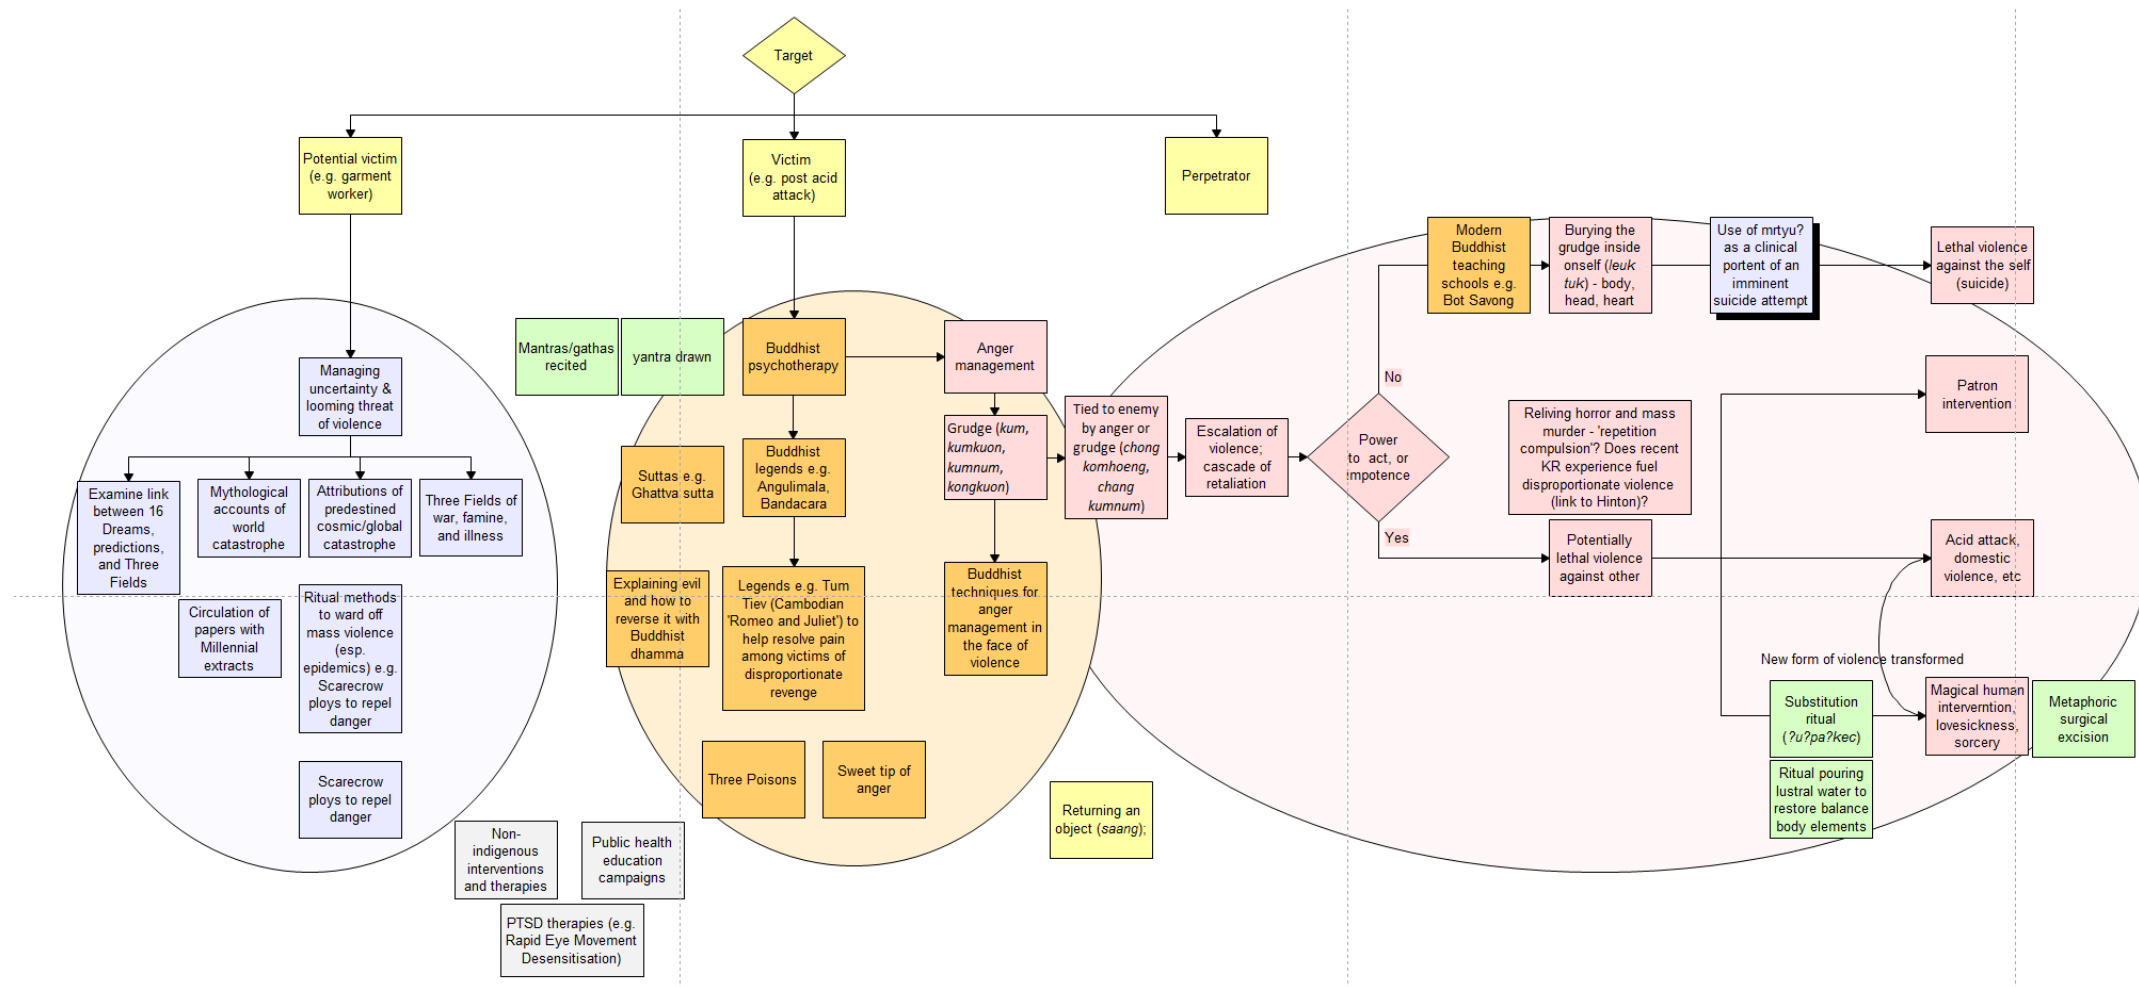 Target
Potential victim
(e.g. garment
worker)
Victim
(e.g. post acid
attack)
Perpetrator
Managing
uncertainty &
looming threat
of violence
Examine link
between 16
Dreams,
predictions,
and Three
Fields
Mythological
accounts of
world
catastrophe
Attributions of
predestined
cosmic/global
catastrophe
Three Fields of
war, famine,
and illness
Circulation of
papers with
Millennial
extracts
Ritual methods
to ward off
mass violence
(esp.
epidemics) e.g.
Scarecrow
ploys to repel
danger
Scarecrow
ploys to repel
danger
Non-
indigenous
interventions
and therapies
Public health
education
campaigns
PTSD therapies (e.g.
Rapid Eye Movement
Desensitisation)
Mantras/gathas
recited
yantra drawn
Buddhist
psychotherapy
Anger
management
Suttas e.g.
Ghattva sutta
Buddhist
legends e.g.
Angulimala,
Bandacara
Grudge (kum,
kumkuon,
kumnum,
kongkuon)
Explaining evil
and how to
reverse it with
Buddhist
dhamma
Legends e.g. Tum
Tiev (Cambodian
'Romeo and Juliet') to
help resolve pain
among victims of
disproportionate
revenge
Buddhist
techniques for
anger
management in
the face of
violence
Three Poisons
Sweet tip of
anger
Returning an
object (saang);
Tied to enemy
by anger or
grudge (chong
komhoeng,
chang
kumnum)
Escalation of
violence;
cascade of
retaliation
Power
to act, or
impotence
No
Yes
Modern
Buddhist
teaching
schools e.g.
Bot Savong
Burying the
grudge inside
onself (leuk
tuk) - body,
head, heart
Use of mrtyu?
as a clinical
portent of an
imminent
suicide attempt
Lethal violence
against the self
(suicide)
Reliving horror and mass
murder - 'repetition
compulsion'? Does recent
KR experience fuel
disproportionate violence
(link to Hinton)?
Potentially
lethal violence
against other
Patron
intervention
Acid attack,
domestic
violence, etc
New form of violence transformed
Substitution
ritual
(?u?pa?kec)
Magical human
interverntion,
lovesickness,
sorcery
Metaphoric
surgical
excision
Ritual pouring
lustral water to
restore balance
body elements